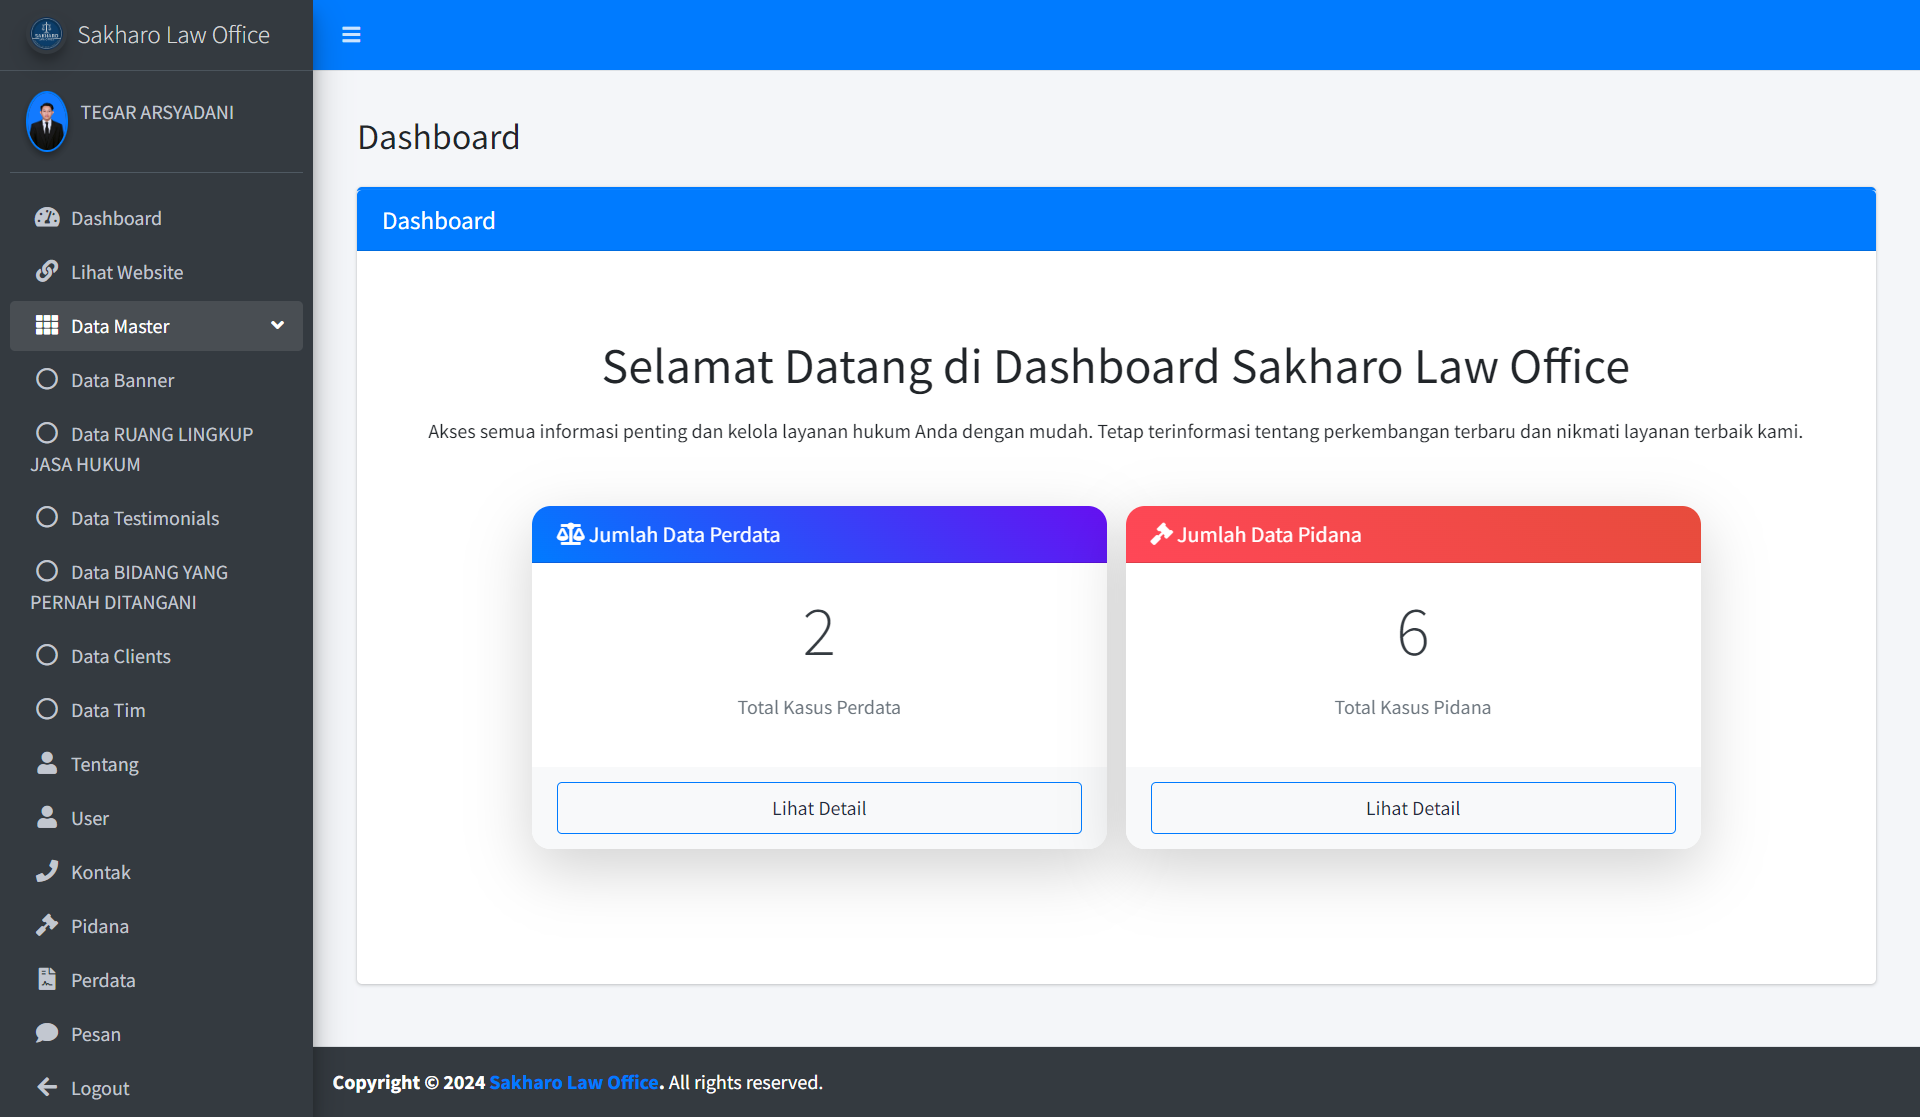 Sakharo Law Office
TEGAR ARSYADANI
Dashboard
Lihat Website
Data Master
Data Banner
Data RUANG LINGKUP
JASA HUKUM
Data Testimonials
Data BIDANG YANG
PERNAH DITANGANI
Data Clients
Data Tim
Tentang
User
Kontak
Pidana
Perdata
Pesan
Logout
Dashboard
Dashboard
Selamat Datang di Dashboard Sakharo Law Office
Akses semua informasi penting dan kelola layanan hukum Anda dengan mudah. Tetap terinformasi tentang perkembangan terbaru dan nikmati layanan terbaik kami.
Jumlah Data Perdata
2
Total Kasus Perdata
Lihat Detail
Jumlah Data Pidana
6
Total Kasus Pidana
Lihat Detail
Copyright © 2024 Sakharo Law Office. All rights reserved.